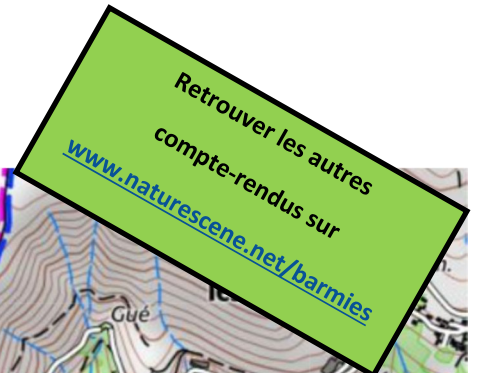 Retrouver les autres
compte-rendus sur
www.naturescene.net/barmies
Gué